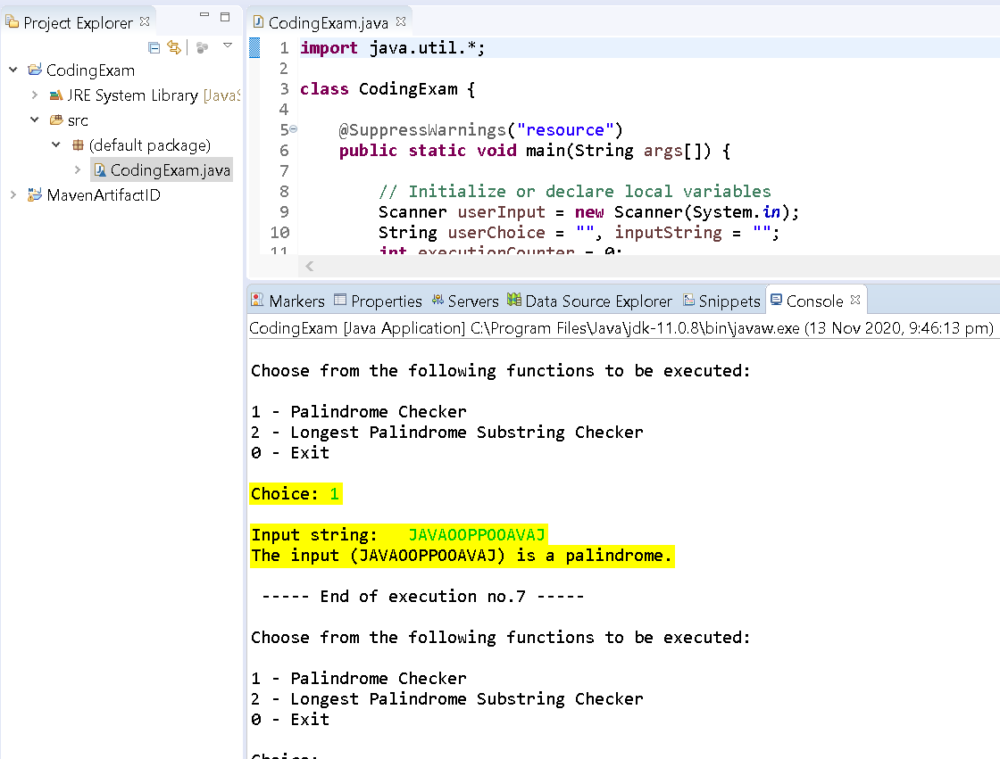 Project Explorer
CodingExam
JRE System Library [JavaS
src
(default package)
CodingExam.java
MavenArtifactID
CodingExam.java
1 import java.util.*;
2
3 class CodingExam {
4
5 @SuppressWarnings("resource")
6 public static void main(String args[]) {
7
8 // Initialize or declare local variables
9 Scanner userInput = new Scanner(System.in);
10 String userChoice = "", inputString = "";
11 int executionCounter = 0;
Markers Properties Servers Data Source Explorer Snippets Console
CodingExam [Java Application] C:\Program Files\Java\jdk-11.0.8\bin\javaw.exe (13 Nov 2020, 9:46:13 pm)
Choose from the following functions to be executed:
1 - Palindrome Checker
2 - Longest Palindrome Substring Checker
0 - Exit
Choice: 1
Input string: JAVAOOPPOOAVAJ
The input (JAVAOOPPOOAVAJ) is a palindrome.
----- End of execution no.7 -----
Choose from the following functions to be executed:
1 - Palindrome Checker
2 - Longest Palindrome Substring Checker
0 - Exit
Choice: